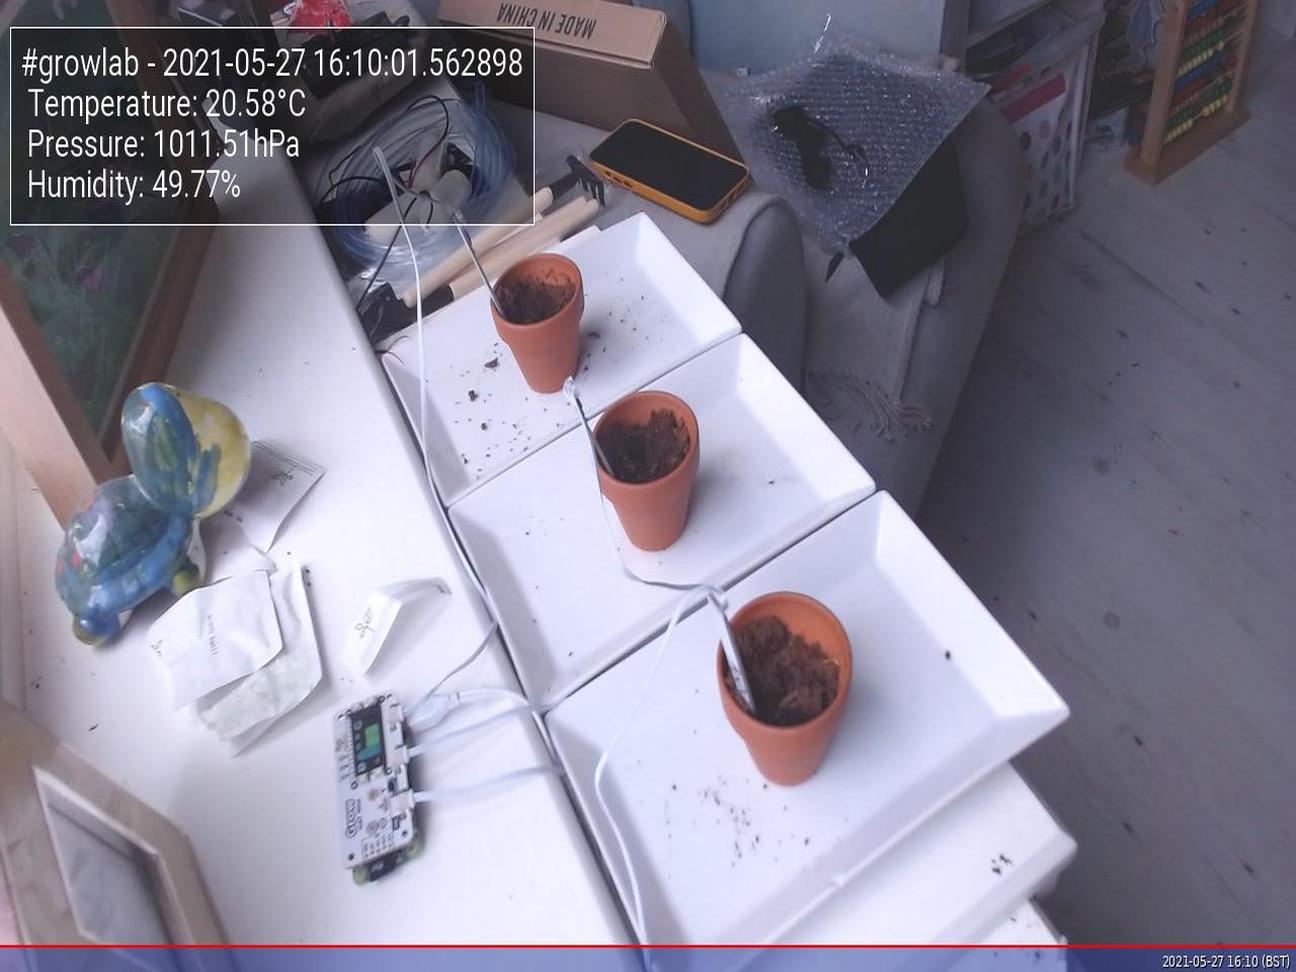 MADE IN CHINA
#growlab - 2021-05-27 16:10:01.562898
Temperature: 20.58°C
Pressure: 1011.51hPa
Humidity: 49.77%
2021-05-27 16:10 (BST)